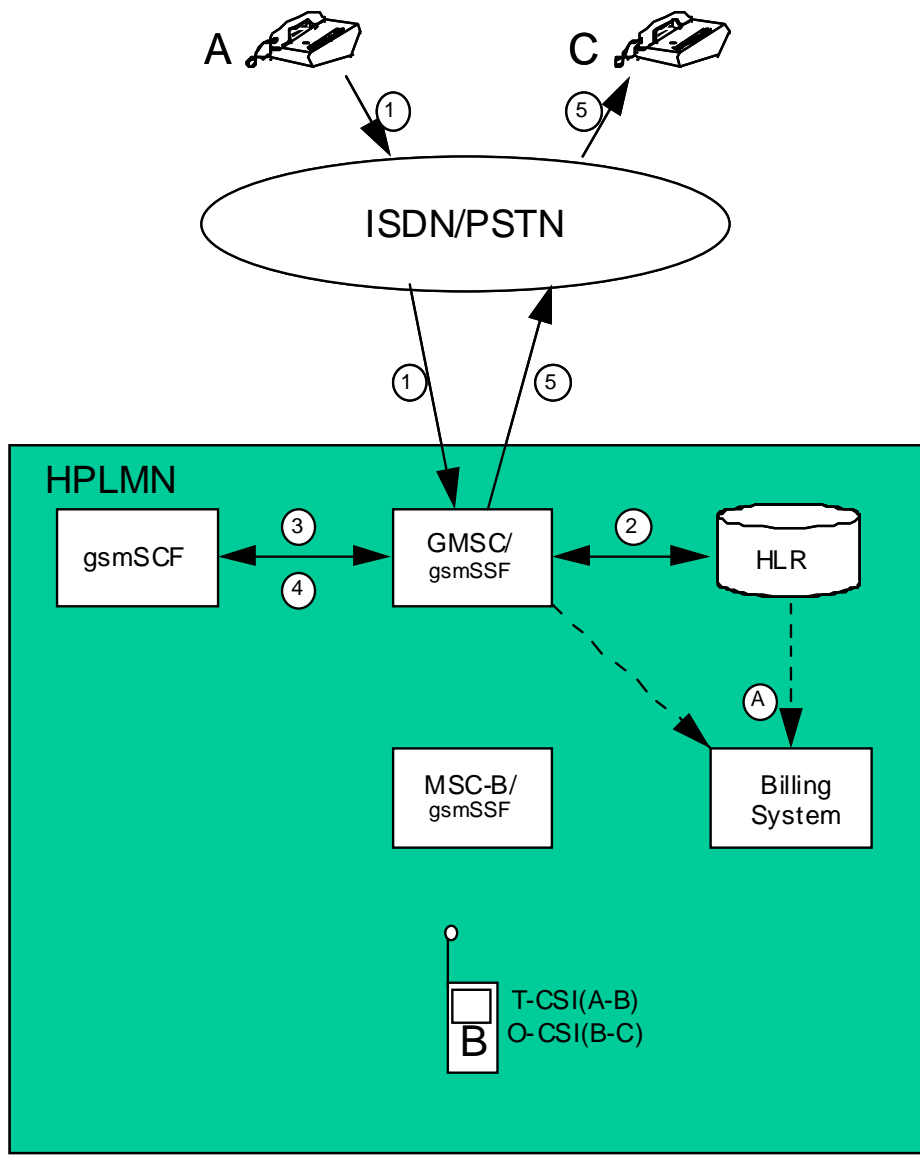 A
C
1
5
ISDN/PSTN
1
5
HPLMN
gsmSCF
3
4
GMSC/
gsmSSF
2
HLR
A
MSC-B/
gsmSSF
Billing
System
T-CSI(A-B)
O-CSI(B-C)
B